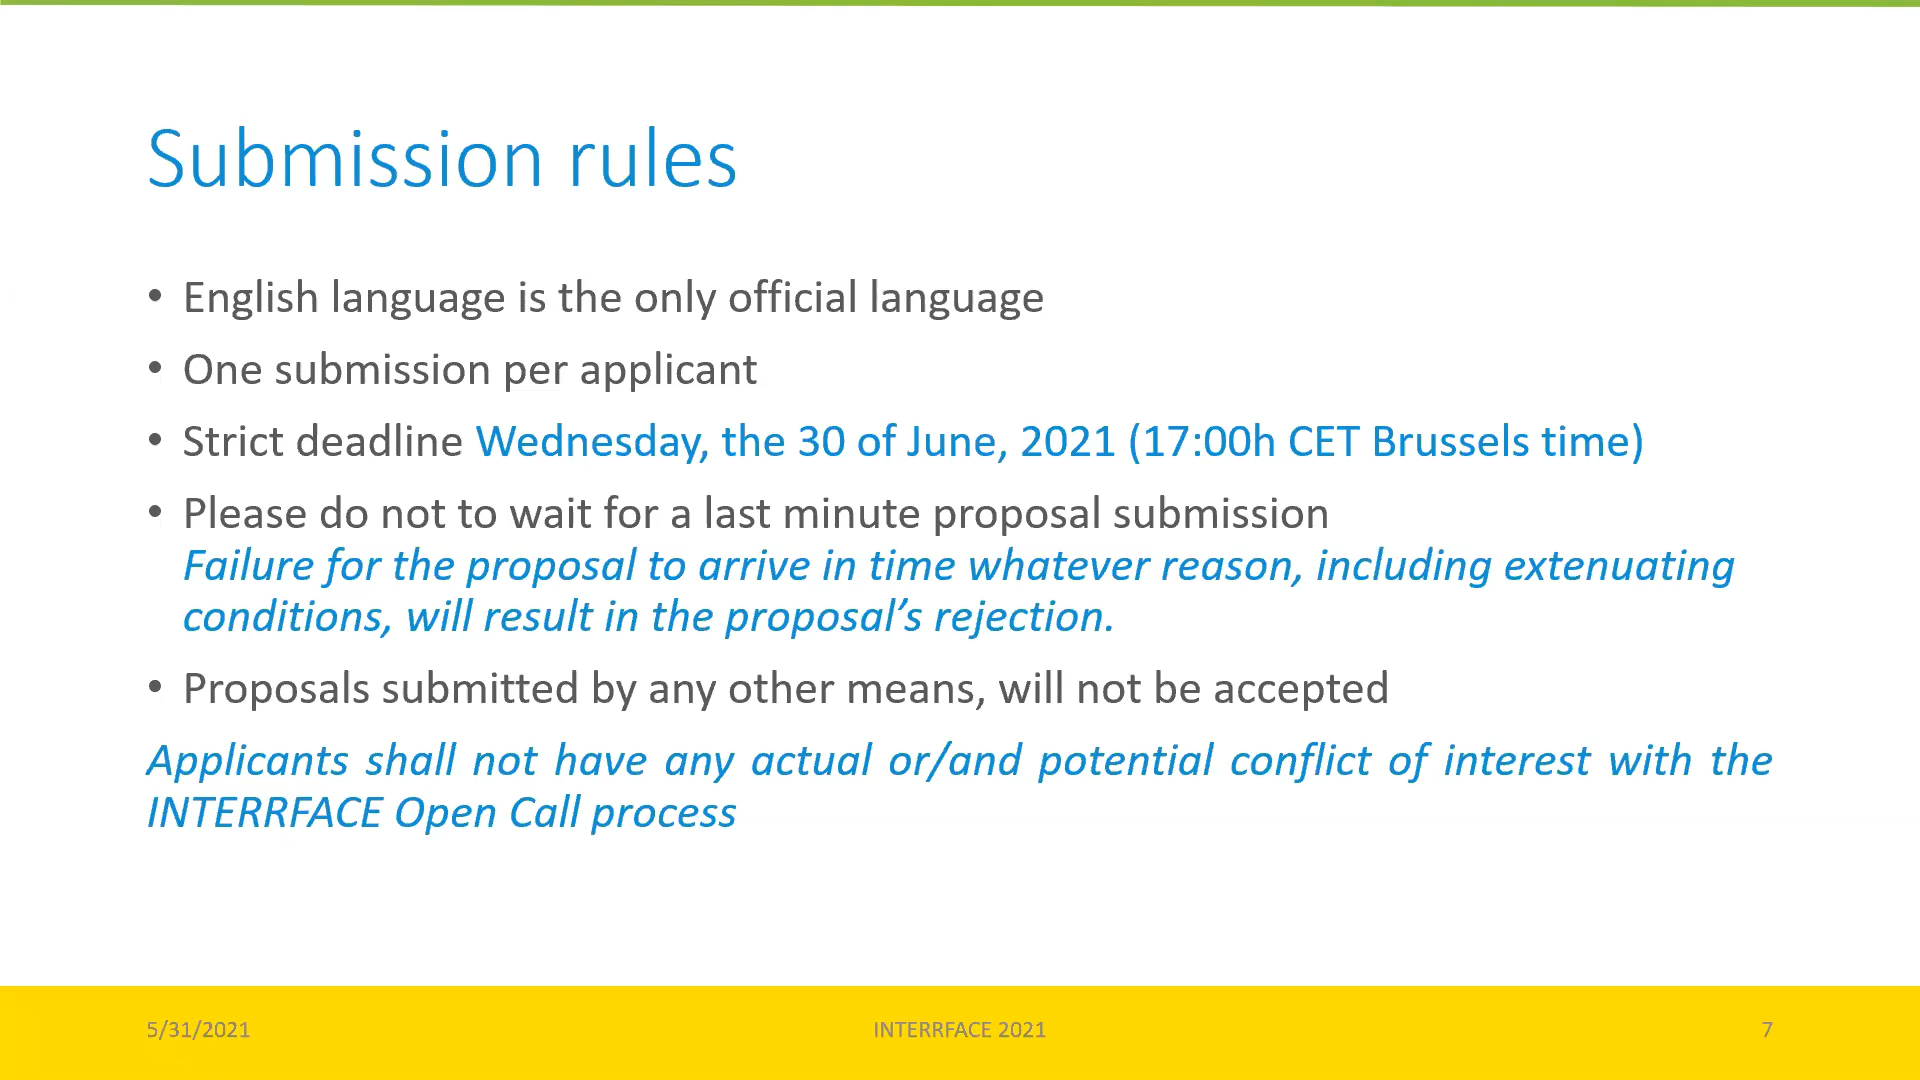 Submission rules
• English language is the only official language
• One submission per applicant
• Strict deadline Wednesday, the 30 of June, 2021 (17:00h CET Brussels time)
• Please do not to wait for a last minute proposal submission
Failure for the proposal to arrive in time whatever reason, including extenuating
conditions, will result in the proposal’s rejection.
• Proposals submitted by any other means, will not be accepted
Applicants shall not have any actual or/and potential conflict of interest with the
INTERRFACE Open Call process
5/31/2021
INTERRFACE 2021
7